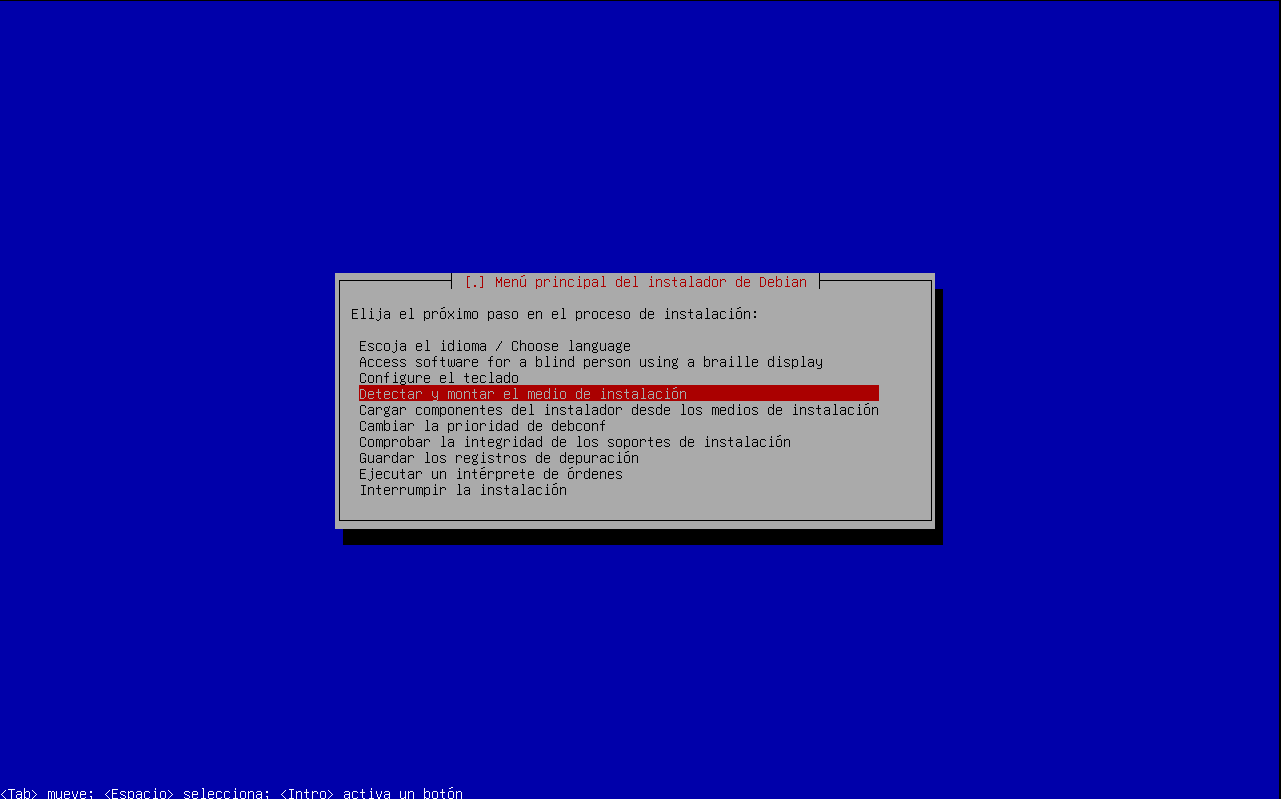 [.] Menú principal del instalador de Debian
Elija el próximo paso en el proceso de instalación:
Escoja el idioma / Choose language
Access software for a blind person using a braille display
Configure el teclado
Detectar y montar el medio de instalación
Cargar componentes del instalador desde los medios de instalación
Cambiar la prioridad de debconf
Comprobar la integridad de los soportes de instalación
Guardar los registros de depuración
Ejecutar un intérprete de órdenes
Interrumpir la instalación
<Tab> mueve; <Espacio> selecciona; <Intro> activa un botón